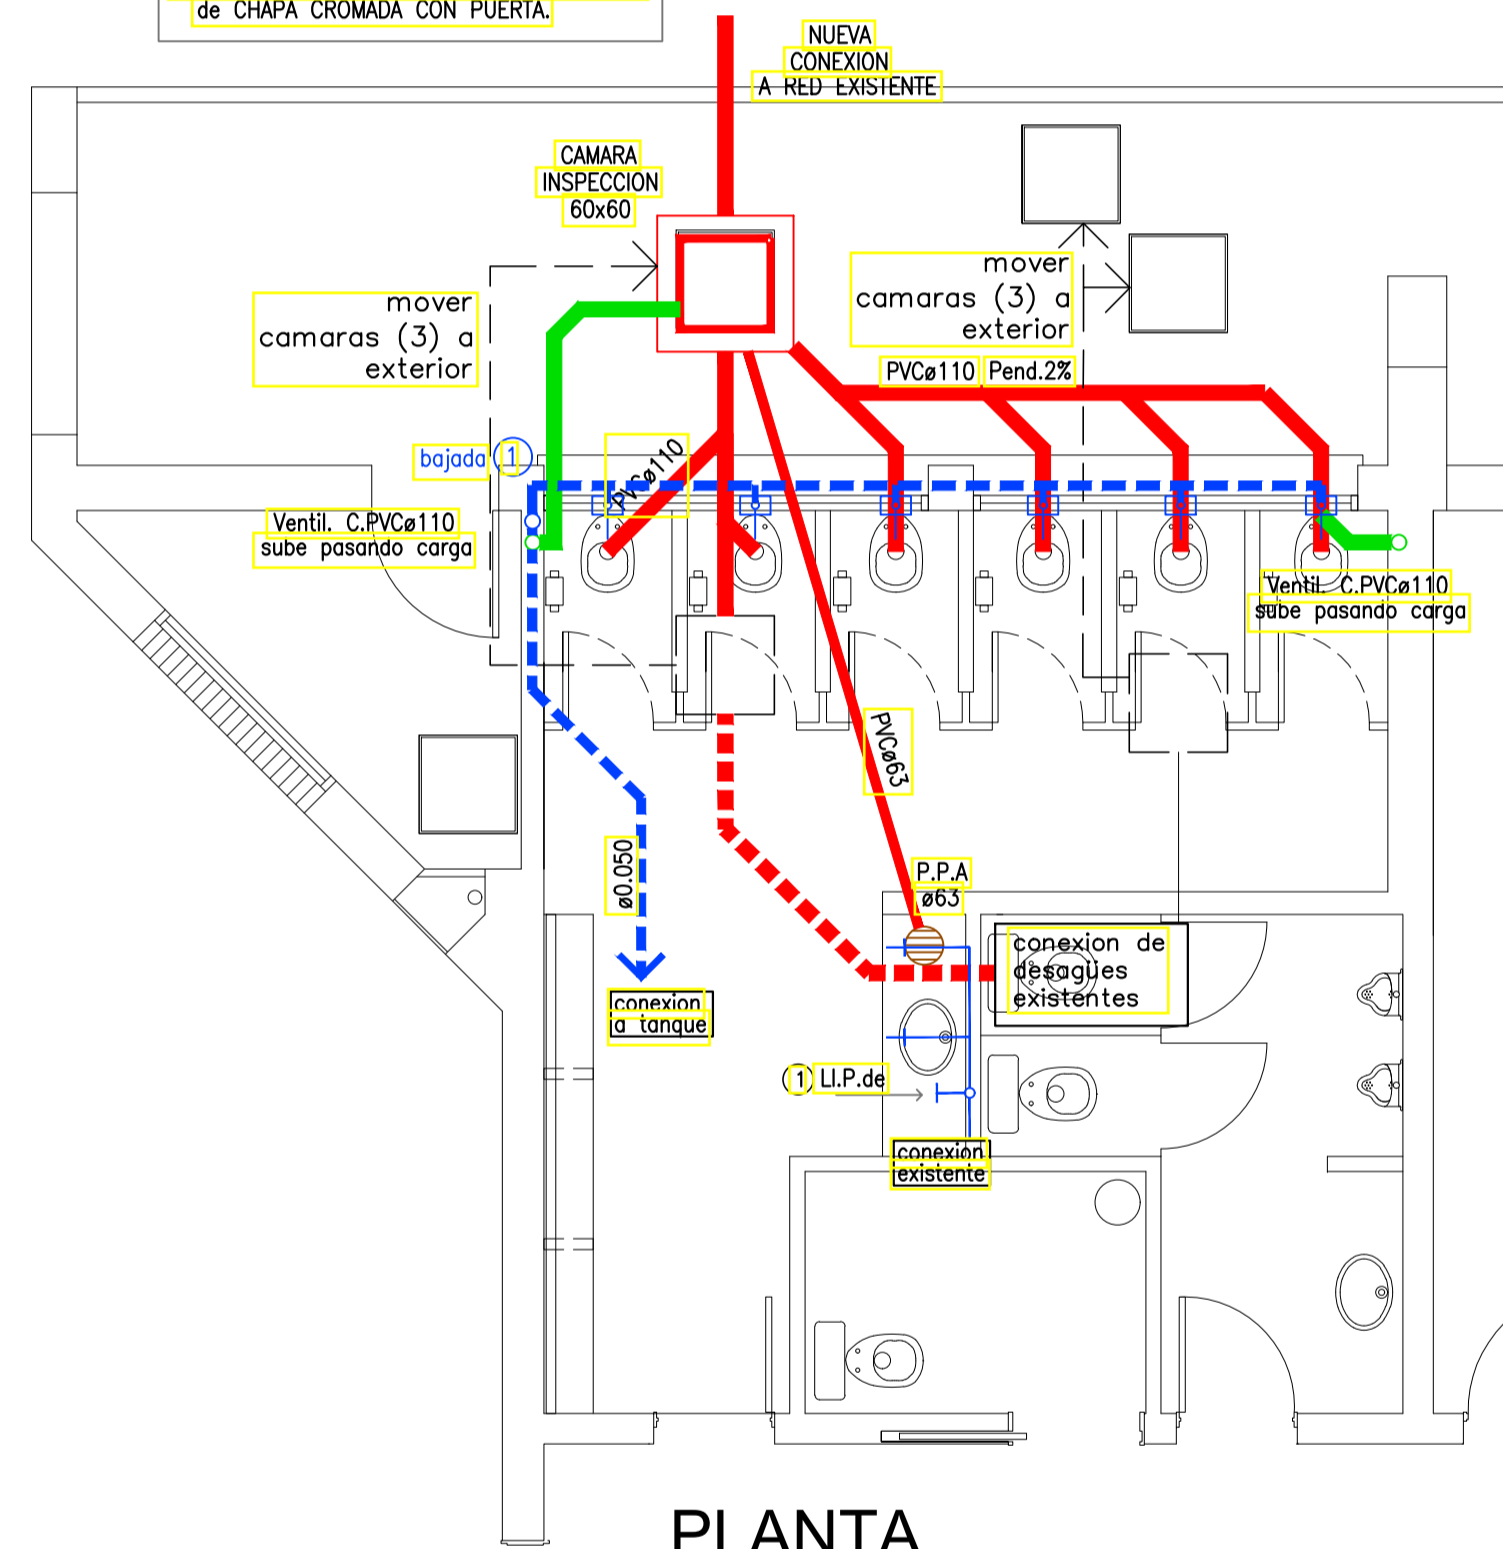 de CHAPA CROMADA CON PUERTA.
NUEVA
CONEXION
A RED EXISTENTE
CAMARA
INSPECCION
60x60
mover
camaras (3) a
exterior
mover
camaras (3) a
exterior
PVCø110 Pend.2%
bajada 1
PVCø110
Ventil. C.PVCø110
sube pasando carga
Ventil. C.PVCø110
sube pasando carga
PVCø63
ø0.050
P.P.A
ø63
conexion de
desagües
existentes
conexion
a tanque
1 Ll.P.de
conexion
existente
PLANTA